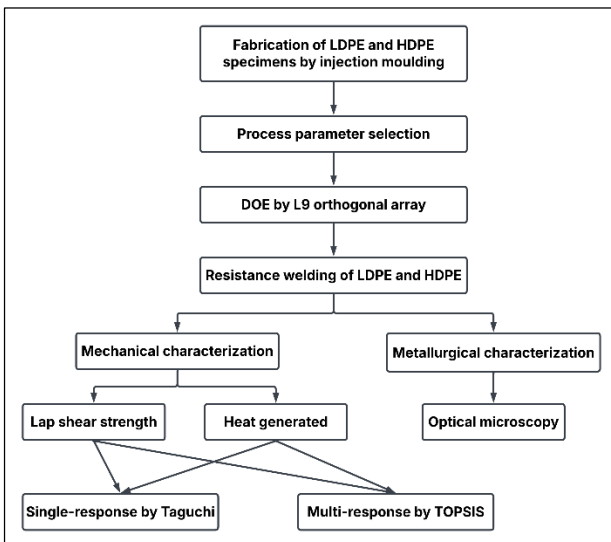 Fabrication of LDPE and HDPE
specimens by injection moulding
Process parameter selection
DOE by L9 orthogonal array
Resistance welding of LDPE and HDPE
Mechanical characterization
Metallurgical characterization
Lap shear strength
Heat generated
Optical microscopy
Single-response by Taguchi
Multi-response by TOPSIS